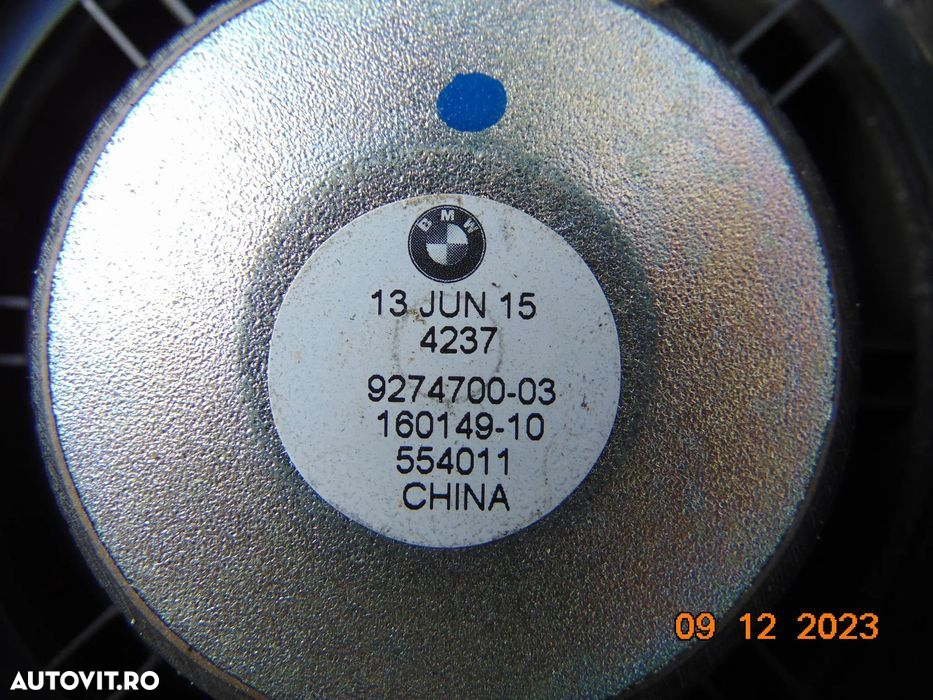 BMW
13 JUN 15
4237
9274700-03
160149-10
554011
CHINA
09 12 2023
AUTOVIT.RO